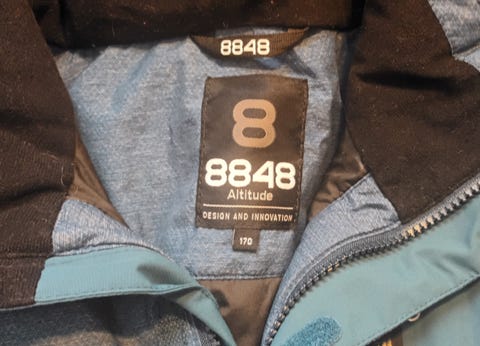 8848
8
8848
Altitude
DESIGN AND INNOVATION
170